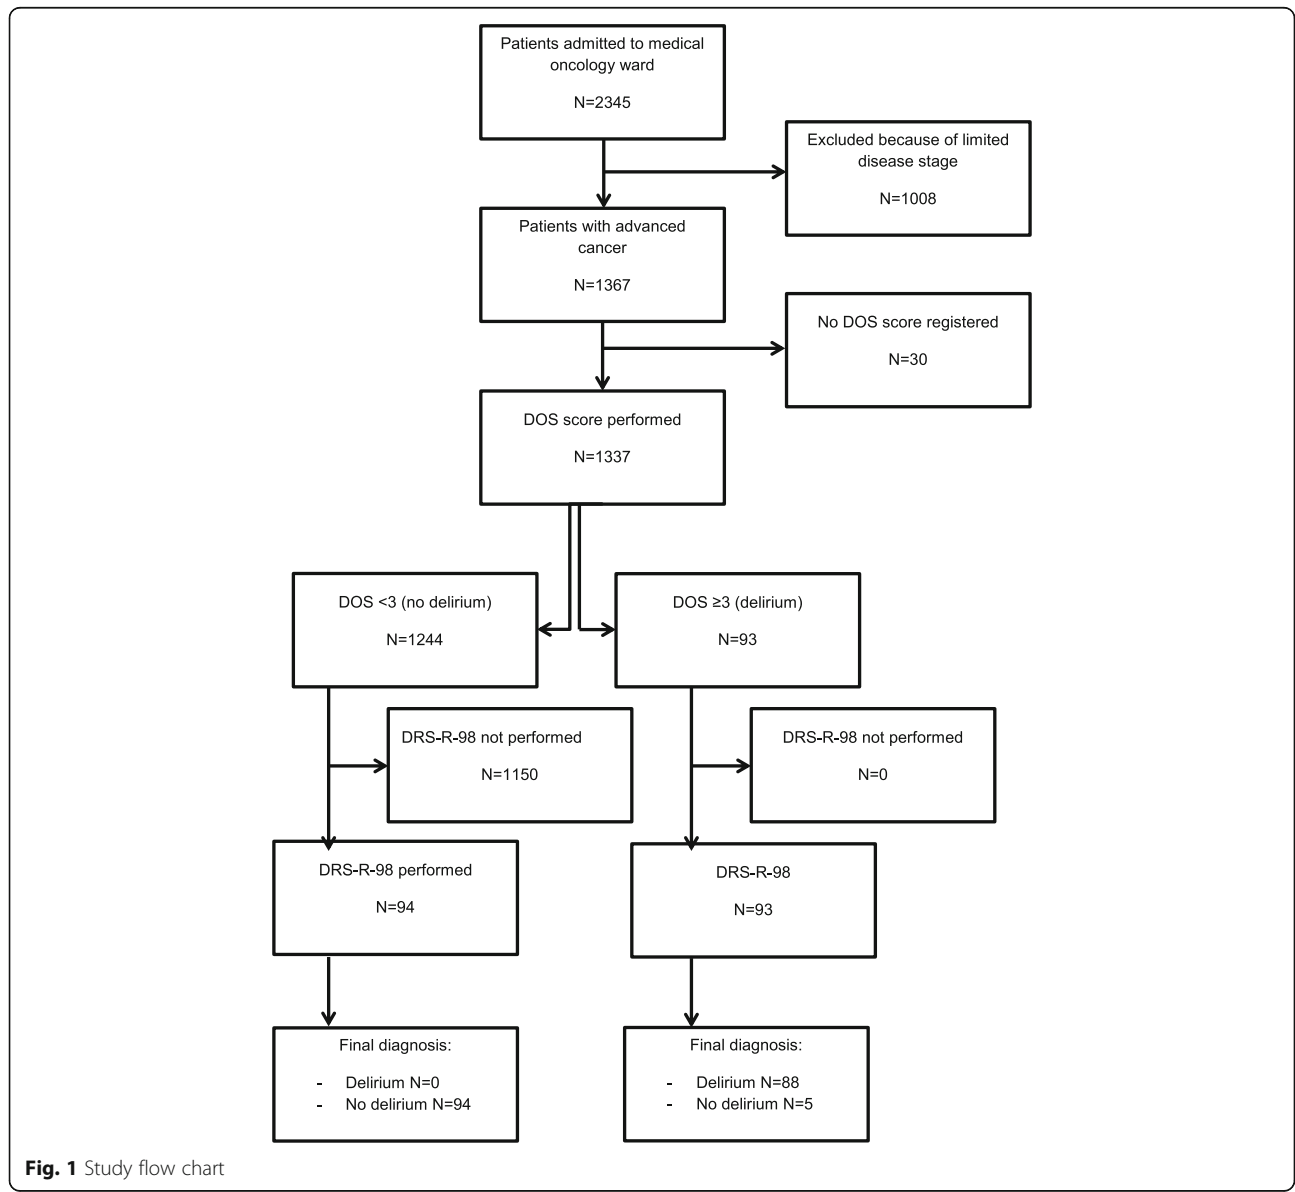 Patients admitted to medical
oncology ward
N=2345
Excluded because of limited
disease stage
N=1008
Patients with advanced
cancer
N=1367
No DOS score registered
N=30
DOS score performed
N=1337
DOS <3 (no delirium)
N=1244
DOS ≥3 (delirium)
N=93
DRS-R-98 not performed
N=1150
DRS-R-98 not performed
N=0
DRS-R-98 performed
N=94
DRS-R-98
N=93
Final diagnosis:
- Delirium N=0
- No delirium N=94
Final diagnosis:
- Delirium N=88
- No delirium N=5
Fig. 1 Study flow chart